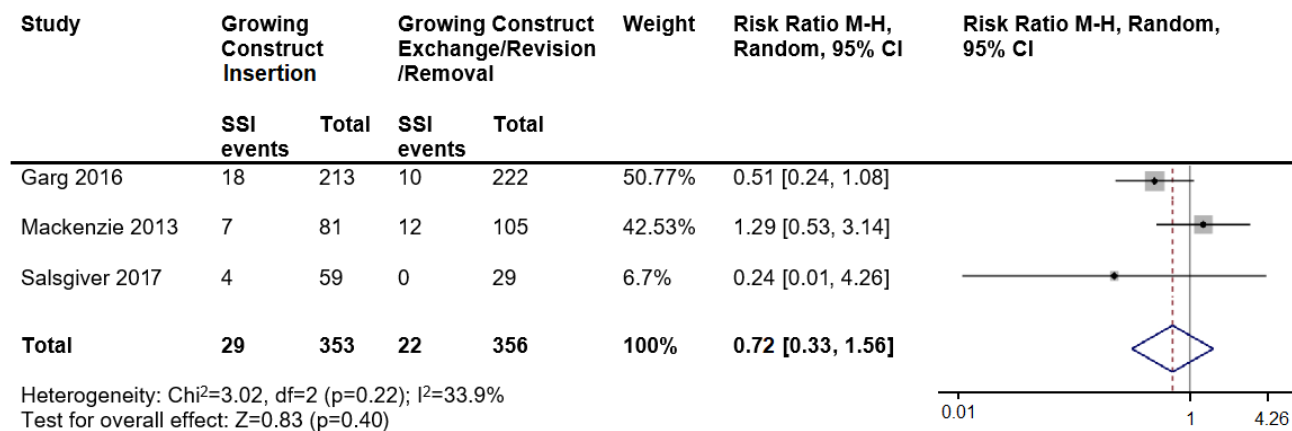 Study Growing Construct Insertion Growing Construct Exchange/Revision /Removal Weight Risk Ratio M-H, Random, 95% CI Risk Ratio M-H, Random, 95% CI
SSI events Total SSI events Total
Garg 2016 18 213 10 222 50.77% 0.51 [0.24, 1.08]
Mackenzie 2013 7 81 12 105 42.53% 1.29 [0.53, 3.14]
Salsgiver 2017 4 59 0 29 6.7% 0.24 [0.01, 4.26]
Total 29 353 22 356 100% 0.72 [0.33, 1.56]
Heterogeneity: Chi²=3.02, df=2 (p=0.22); I²=33.9%
Test for overall effect: Z=0.83 (p=0.40)
0.01 1 4.26